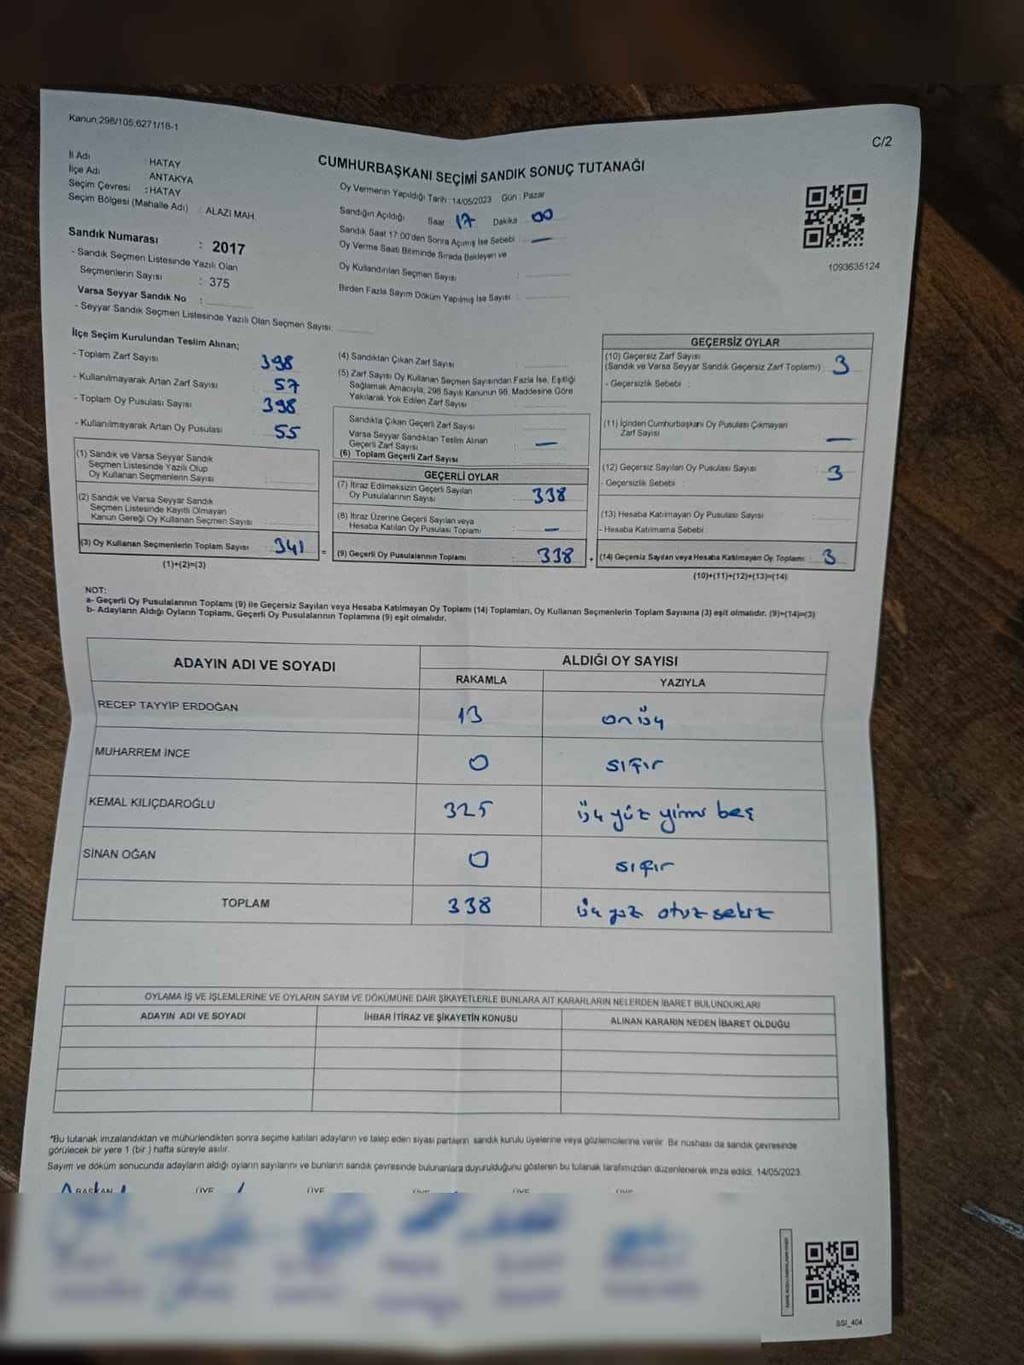 Kanun,298/105,6271/18-1
C/2
İl Adı : HATAY
İlçe Adı : ANTAKYA
Seçim Çevresi : HATAY
Seçim Bölgesi (Mahalle Adı) : ALAZI MAH.
CUMHURBAŞKANI SEÇİMİ SANDIK SONUÇ TUTANAĞI
Oy Vermenin Yapıldığı Tarih : 14/05/2023 Gün : Pazar
Sandığın Açıldığı Saat 17 Dakika 00
Sandık Saat 17:00'den Sonra Açılmış İse Sebebi : —
Oy Verme Saati Bitiminde Sırada Bekleyen ve
Oy Kullandırılan Seçmen Sayısı :
Birden Fazla Sayım Döküm Yapılmış İse Sayısı :
1093635124
Sandık Numarası : 2017
- Sandık Seçmen Listesinde Yazılı Olan
Seçmenlerin Sayısı : 375
Varsa Seyyar Sandık No :
- Seyyar Sandık Seçmen Listesinde Yazılı Olan Seçmen Sayısı:
İlçe Seçim Kurulundan Teslim Alınan;
- Toplam Zarf Sayısı 398
- Kullanılmayarak Artan Zarf Sayısı 57
- Toplam Oy Pusulası Sayısı 398
- Kullanılmayarak Artan Oy Pusulası 55
(1) Sandık ve Varsa Seyyar Sandık
Seçmen Listesinde Yazılı Olup
Oy Kullanan Seçmenlerin Sayısı
(2) Sandık ve Varsa Seyyar Sandık
Seçmen Listesinde Kayıtlı Olmayan
Kanun Gereği Oy Kullanan Seçmen Sayısı
(3) Oy Kullanan Seçmenlerin Toplam Sayısı 341 =
(1)+(2)=(3)
(4) Sandıktan Çıkan Zarf Sayısı :
(5) Zarf Sayısı Oy Kullanan Seçmen Sayısından Fazla İse, Eşitliği
Sağlamak Amacıyla, 298 Sayılı Kanunun 98. Maddesine Göre
Yakılarak Yok Edilen Zarf Sayısı :
Sandıkta Çıkan Geçerli Zarf Sayısı :
Varsa Seyyar Sandıktan Teslim Alınan
Geçerli Zarf Sayısı : —
(6) Toplam Geçerli Zarf Sayısı
GEÇERLİ OYLAR
(7) İtiraz Edilmeksizin Geçerli Sayılan
Oy Pusulalarının Sayısı 338
(8) İtiraz Üzerine Geçerli Sayılan veya
Hesaba Katılan Oy Pusulası Toplamı —
(9) Geçerli Oy Pusulalarının Toplamı 338 +
GEÇERSİZ OYLAR
(10) Geçersiz Zarf Sayısı
(Sandık ve Varsa Seyyar Sandık Geçersiz Zarf Toplamı) 3
- Geçersizlik Sebebi :
(11) İçinden Cumhurbaşkanı Oy Pusulası Çıkmayan
Zarf Sayısı —
(12) Geçersiz Sayılan Oy Pusulası Sayısı 3
- Geçersizlik Sebebi :
(13) Hesaba Katılmayan Oy Pusulası Sayısı
- Hesaba Katılmama Sebebi
(14) Geçersiz Sayılan veya Hesaba Katılmayan Oy Toplamı 3
(10)+(11)+(12)+(13)=(14)
NOT:
a- Geçerli Oy Pusulalarının Toplamı (9) ile Geçersiz Sayılan veya Hesaba Katılmayan Oy Toplamı (14) Toplamları, Oy Kullanan Seçmenlerin Toplam Sayısına (3) eşit olmalıdır. (9)+(14)=(3)
b- Adayların Aldığı Oyların Toplamı, Geçerli Oy Pusulalarının Toplamına (9) eşit olmalıdır.
ADAYIN ADI VE SOYADI ALDIĞI OY SAYISI
RAKAMLA YAZIYLA
RECEP TAYYİP ERDOĞAN 13 onüç
MUHARREM İNCE 0 sıfır
KEMAL KILIÇDAROĞLU 325 üç yüz yirmi beş
SİNAN OĞAN 0 sıfır
TOPLAM 338 üç yüz otuz sekiz
OYLAMA İŞ VE İŞLEMLERİNE VE OYLARIN SAYIM VE DÖKÜMÜNE DAİR ŞİKAYETLERLE BUNLARA AİT KARARLARIN NELERDEN İBARET BULUNDUKLARI
ADAYIN ADI VE SOYADI İHBAR İTİRAZ VE ŞİKAYETİN KONUSU ALINAN KARARIN NEDEN İBARET OLDUĞU
*Bu tutanak imzalandıktan ve mühürlendikten sonra seçime katılan adayların ve talep eden siyasi partilerin sandık kurulu üyelerine veya gözlemcilerine verilir. Bir nüshası da sandık çevresinde
görülecek bir yere 1 (bir ) hafta süreyle asılır.
Sayım ve döküm sonucunda adayların aldığı oyların sayılarını ve bunların sandık çevresinde bulunanlara duyurulduğunu gösteren bu tutanak tarafımızdan düzenlenerek imza edildi. 14/05/2023
BAŞKAN ÜYE ÜYE ÜYE ÜYE ÜYE
SSI_404